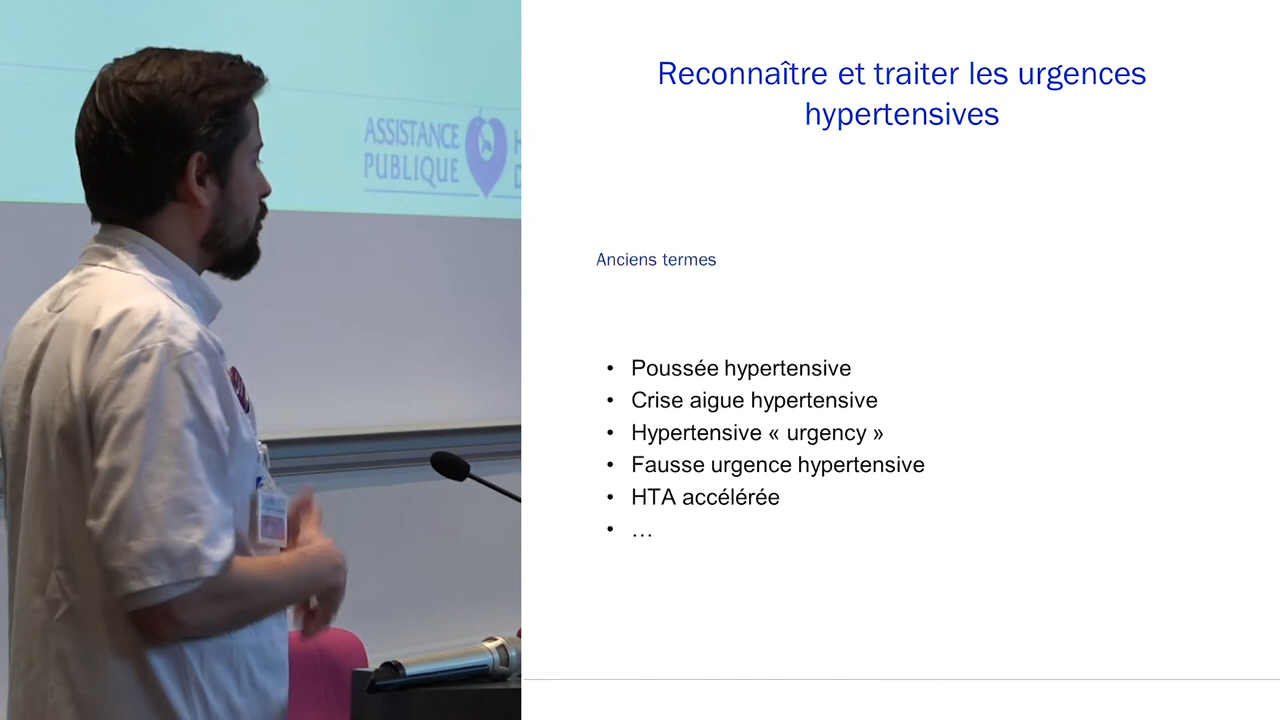 ASSISTANCE
PUBLIQUE
Reconnaître et traiter les urgences
hypertensives
Anciens termes
• Poussée hypertensive
• Crise aigue hypertensive
• Hypertensive « urgency »
• Fausse urgence hypertensive
• HTA accélérée
• …